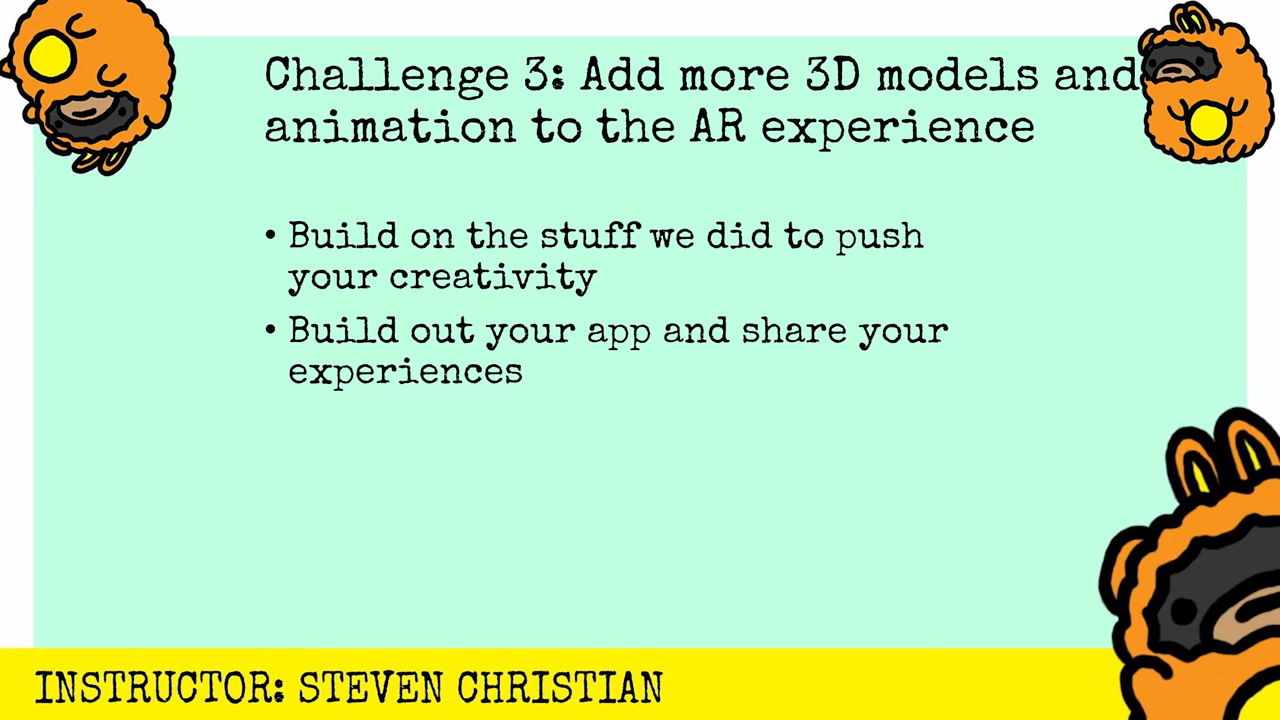 Challenge 3: Add more 3D models and
animation to the AR experience
• Build on the stuff we did to push
your creativity
• Build out your app and share your
experiences
INSTRUCTOR: STEVEN CHRISTIAN